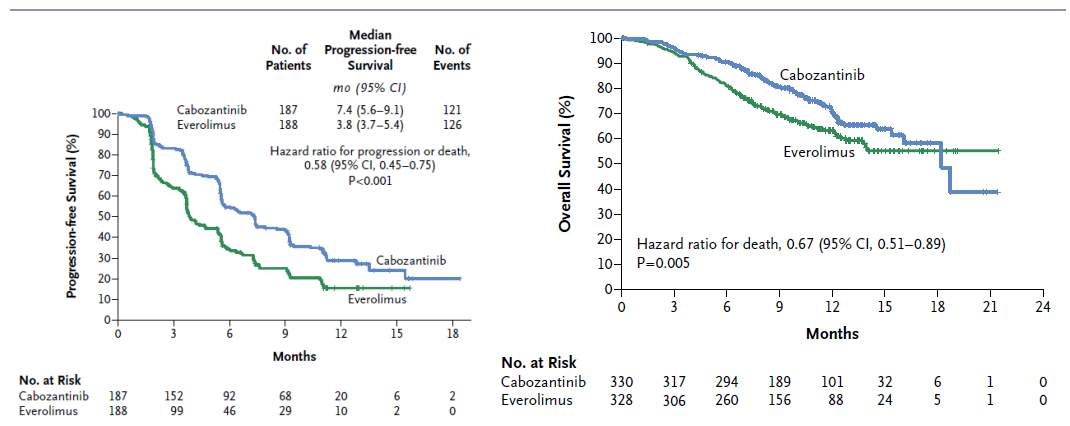 Median
No. of Progression-free No. of
Patients Survival Events
mo (95% CI)
Cabozantinib 187 7.4 (5.6–9.1) 121
Everolimus 188 3.8 (3.7–5.4) 126
Hazard ratio for progression or death,
0.58 (95% CI, 0.45–0.75)
P<0.001
Progression-free Survival (%)
100
90
80
70
60
50
40
30
20
10
0
Cabozantinib
Everolimus
0 3 6 9 12 15 18
Months
No. at Risk
Cabozantinib 187 152 92 68 20 6 2
Everolimus 188 99 46 29 10 2 0
Overall Survival (%)
100
90
80
70
60
50
40
30
20
10
0
Cabozantinib
Everolimus
Hazard ratio for death, 0.67 (95% CI, 0.51–0.89)
P=0.005
0 3 6 9 12 15 18 21 24
Months
No. at Risk
Cabozantinib 330 317 294 189 101 32 6 1 0
Everolimus 328 306 260 156 88 24 5 1 0